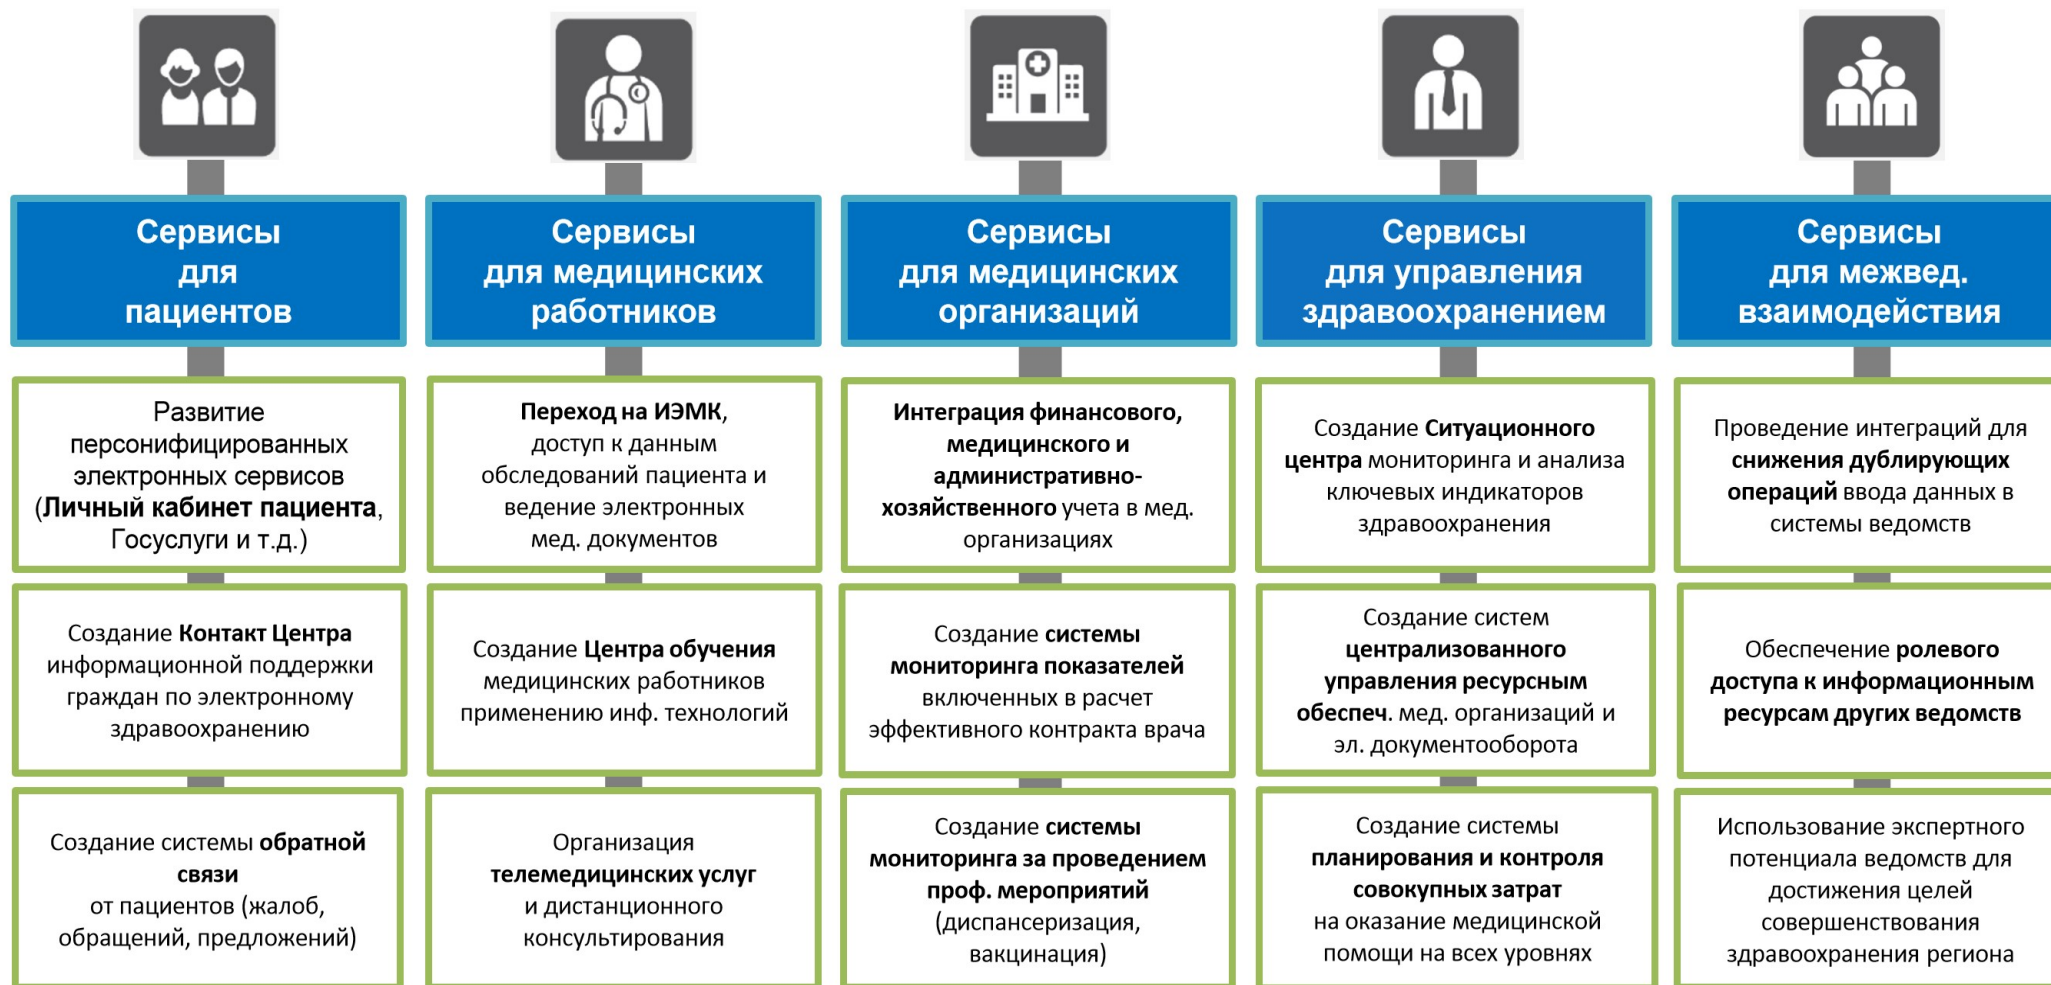 Сервисы
для
пациентов
Развитие
персонифицированных
электронных сервисов
(Личный кабинет пациента,
Госуслуги и т.д.)
Создание Контакт Центра
информационной поддержки
граждан по электронному
здравоохранению
Создание системы обратной
связи
от пациентов (жалоб,
обращений, предложений)
Сервисы
для медицинских
работников
Переход на ИЭМК,
доступ к данным
обследований пациента и
ведение электронных
мед. документов
Создание Центра обучения
медицинских работников
применению инф. технологий
Организация
телемедицинских услуг
и дистанционного
консультирования
Сервисы
для медицинских
организаций
Интеграция финансового,
медицинского и
административно-
хозяйственного учета в мед.
организациях
Создание системы
мониторинга показателей
включенных в расчет
эффективного контракта врача
Создание системы
мониторинга за проведением
проф. мероприятий
(диспансеризация,
вакцинация)
Сервисы
для управления
здравоохранением
Создание Ситуационного
центра мониторинга и анализа
ключевых индикаторов
здравоохранения
Создание систем
централизованного
управления ресурсным
обеспеч. мед. организаций и
эл. документооборота
Создание системы
планирования и контроля
совокупных затрат
на оказание медицинской
помощи на всех уровнях
Сервисы
для межвед.
взаимодействия
Проведение интеграций для
снижения дублирующих
операций ввода данных в
системы ведомств
Обеспечение ролевого
доступа к информационным
ресурсам других ведомств
Использование экспертного
потенциала ведомств для
достижения целей
совершенствования
здравоохранения региона